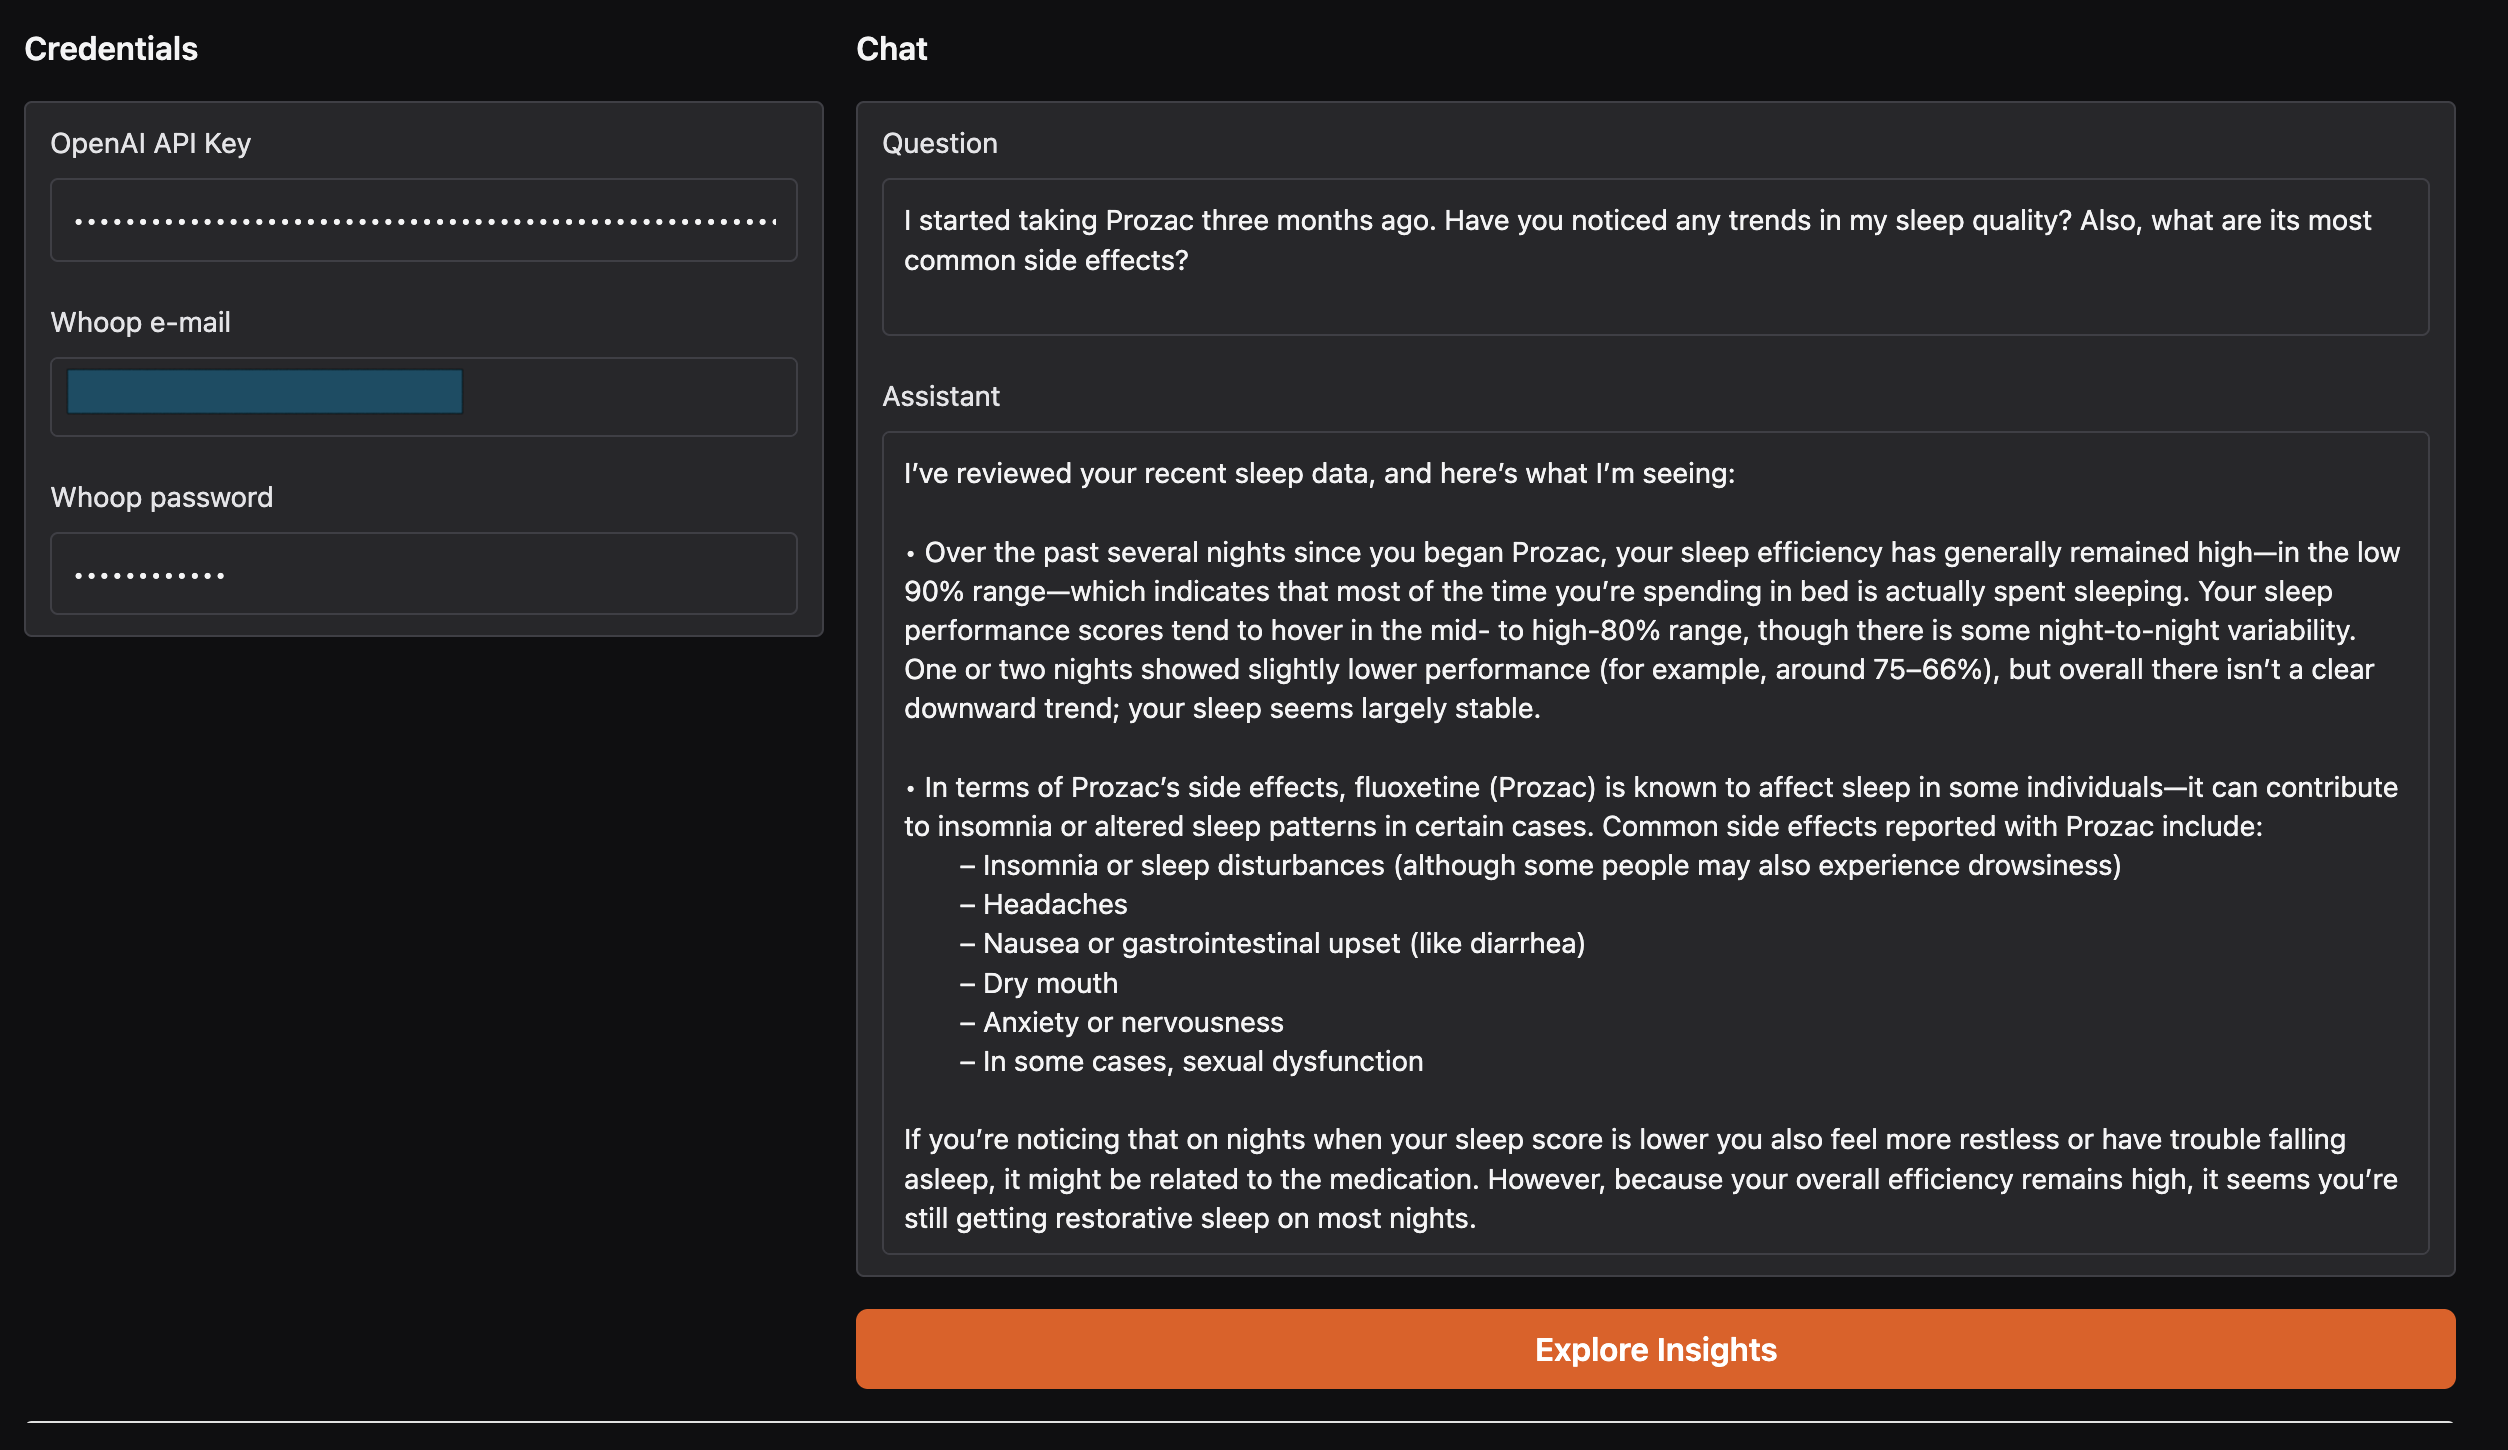 Credentials
OpenAI API Key
••••••••••••••••••••••••••••••••••••••••••••••••••••••
Whoop e-mail
Whoop password
••••••••••••
Chat
Question
I started taking Prozac three months ago. Have you noticed any trends in my sleep quality? Also, what are its most
common side effects?
Assistant
I’ve reviewed your recent sleep data, and here’s what I’m seeing:
• Over the past several nights since you began Prozac, your sleep efficiency has generally remained high—in the low
90% range—which indicates that most of the time you’re spending in bed is actually spent sleeping. Your sleep
performance scores tend to hover in the mid- to high-80% range, though there is some night-to-night variability.
One or two nights showed slightly lower performance (for example, around 75–66%), but overall there isn’t a clear
downward trend; your sleep seems largely stable.
• In terms of Prozac’s side effects, fluoxetine (Prozac) is known to affect sleep in some individuals—it can contribute
to insomnia or altered sleep patterns in certain cases. Common side effects reported with Prozac include:
– Insomnia or sleep disturbances (although some people may also experience drowsiness)
– Headaches
– Nausea or gastrointestinal upset (like diarrhea)
– Dry mouth
– Anxiety or nervousness
– In some cases, sexual dysfunction
If you’re noticing that on nights when your sleep score is lower you also feel more restless or have trouble falling
asleep, it might be related to the medication. However, because your overall efficiency remains high, it seems you’re
still getting restorative sleep on most nights.
Explore Insights